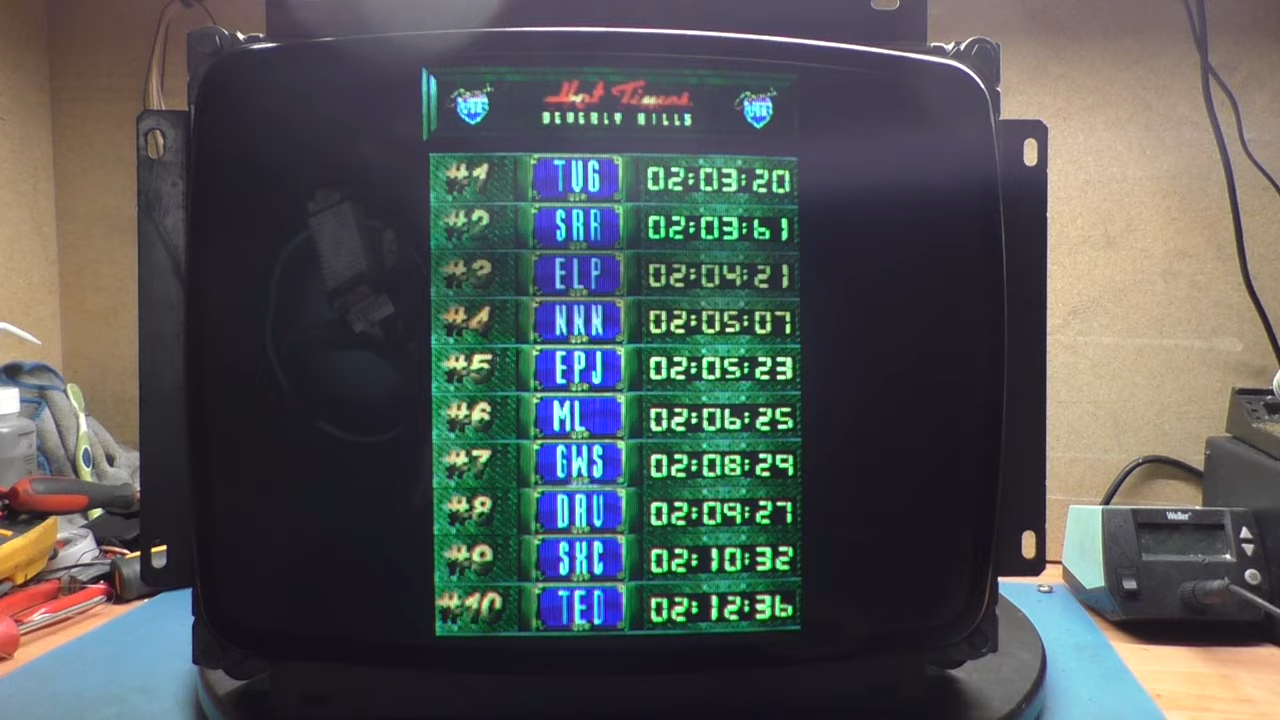 Hot Times
BEVERLY HILLS
#1 TVG 02:03:20
#2 SRR 02:03:61
#3 ELP 02:04:21
#4 NNN 02:05:07
#5 EPJ 02:05:23
#6 ML 02:06:25
#7 GWS 02:08:29
#8 DAV 02:09:27
#9 SXC 02:10:32
#10 TED 02:12:36
Weller